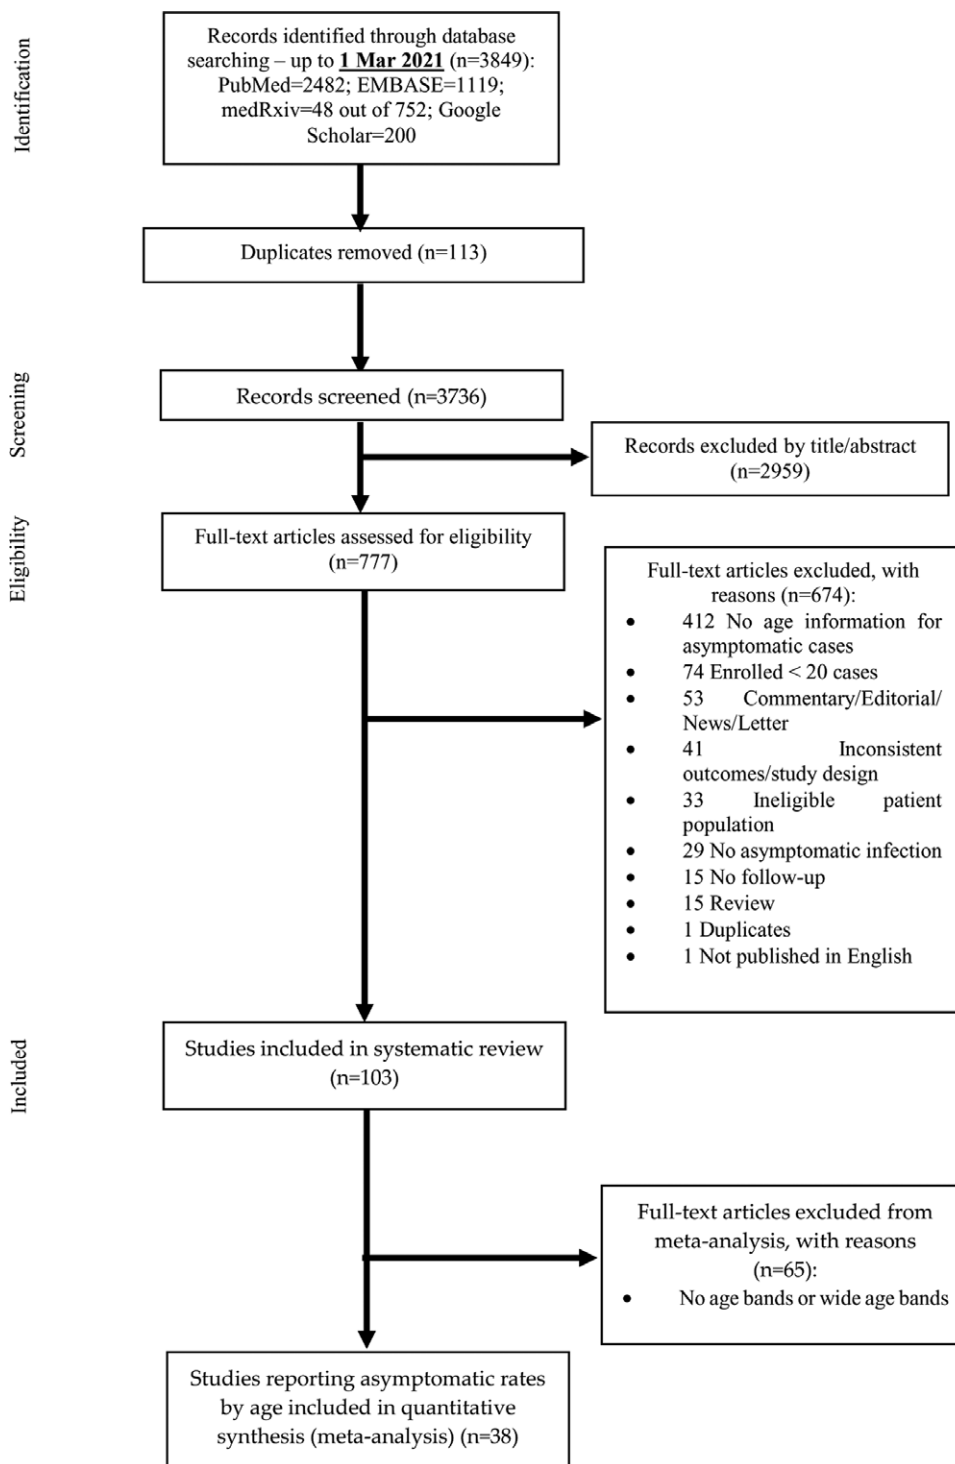 Identification
Records identified through database
searching – up to 1 Mar 2021 (n=3849):
PubMed=2482; EMBASE=1119;
medRxiv=48 out of 752; Google
Scholar=200
Duplicates removed (n=113)
Screening
Records screened (n=3736)
Records excluded by title/abstract
(n=2959)
Eligibility
Full-text articles assessed for eligibility
(n=777)
Full-text articles excluded, with
reasons (n=674):
• 412 No age information for
asymptomatic cases
• 74 Enrolled < 20 cases
• 53 Commentary/Editorial/
News/Letter
• 41 Inconsistent
outcomes/study design
• 33 Ineligible patient
population
• 29 No asymptomatic infection
• 15 No follow-up
• 15 Review
• 1 Duplicates
• 1 Not published in English
Included
Studies included in systematic review
(n=103)
Full-text articles excluded from
meta-analysis, with reasons
(n=65):
• No age bands or wide age bands
Studies reporting asymptomatic rates
by age included in quantitative
synthesis (meta-analysis) (n=38)